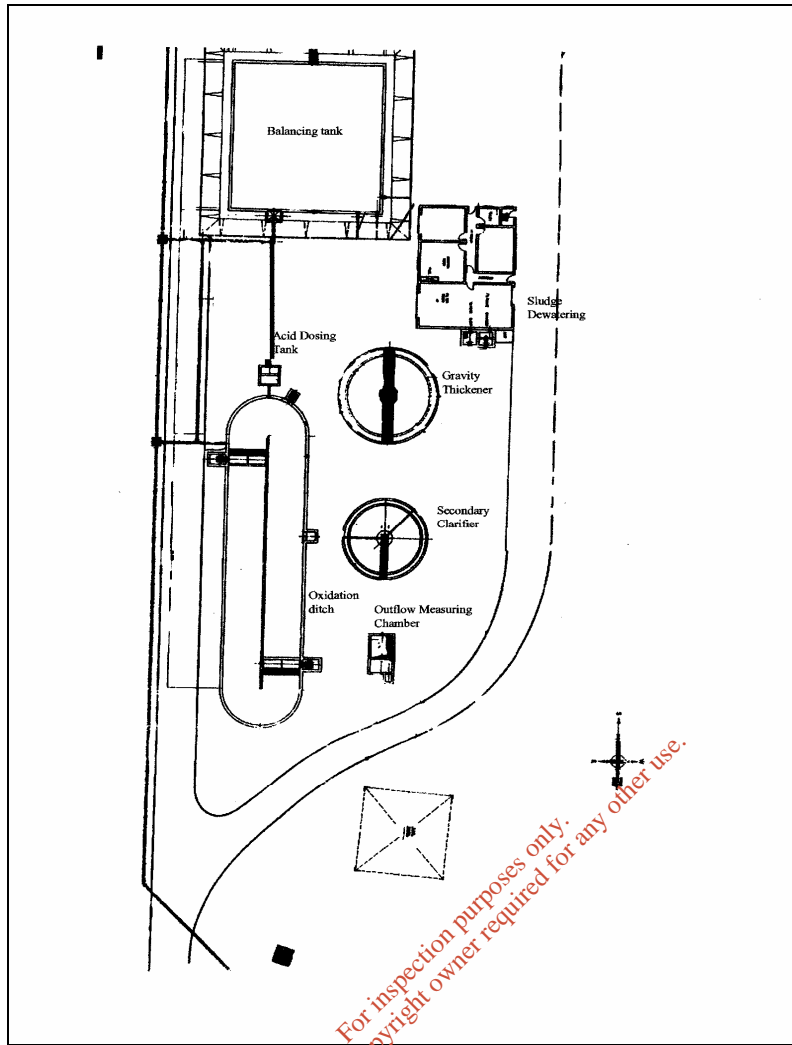 Balancing tank
Sludge
Dewatering
Acid Dosing
Tank
Gravity
Thickener
Secondary
Clarifier
Oxidation
ditch
Outflow Measuring
Chamber
For inspection purposes only.
pyright owner required for any other use.